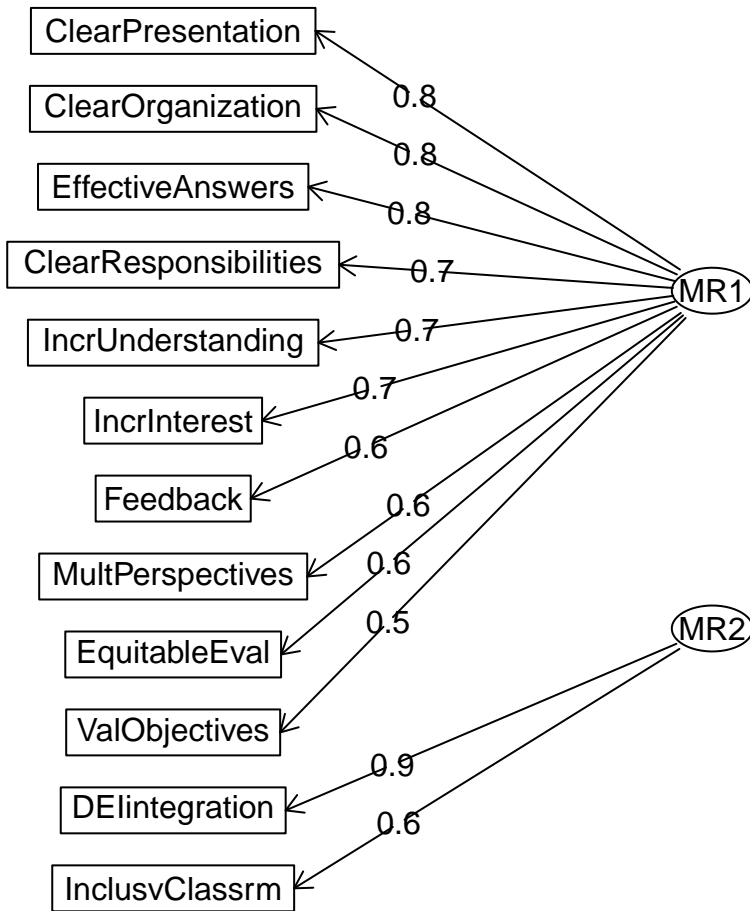 ClearPresentation
0.8
ClearOrganization
0.8
EffectiveAnswers
0.8
ClearResponsibilities
0.7
MR1
IncrUnderstanding
0.7
IncrInterest
0.7
Feedback
0.6
MultPerspectives
0.6
EquitableEval
0.6
ValObjectives
0.5
MR2
DEIintegration
0.9
InclusvClassrm
0.6